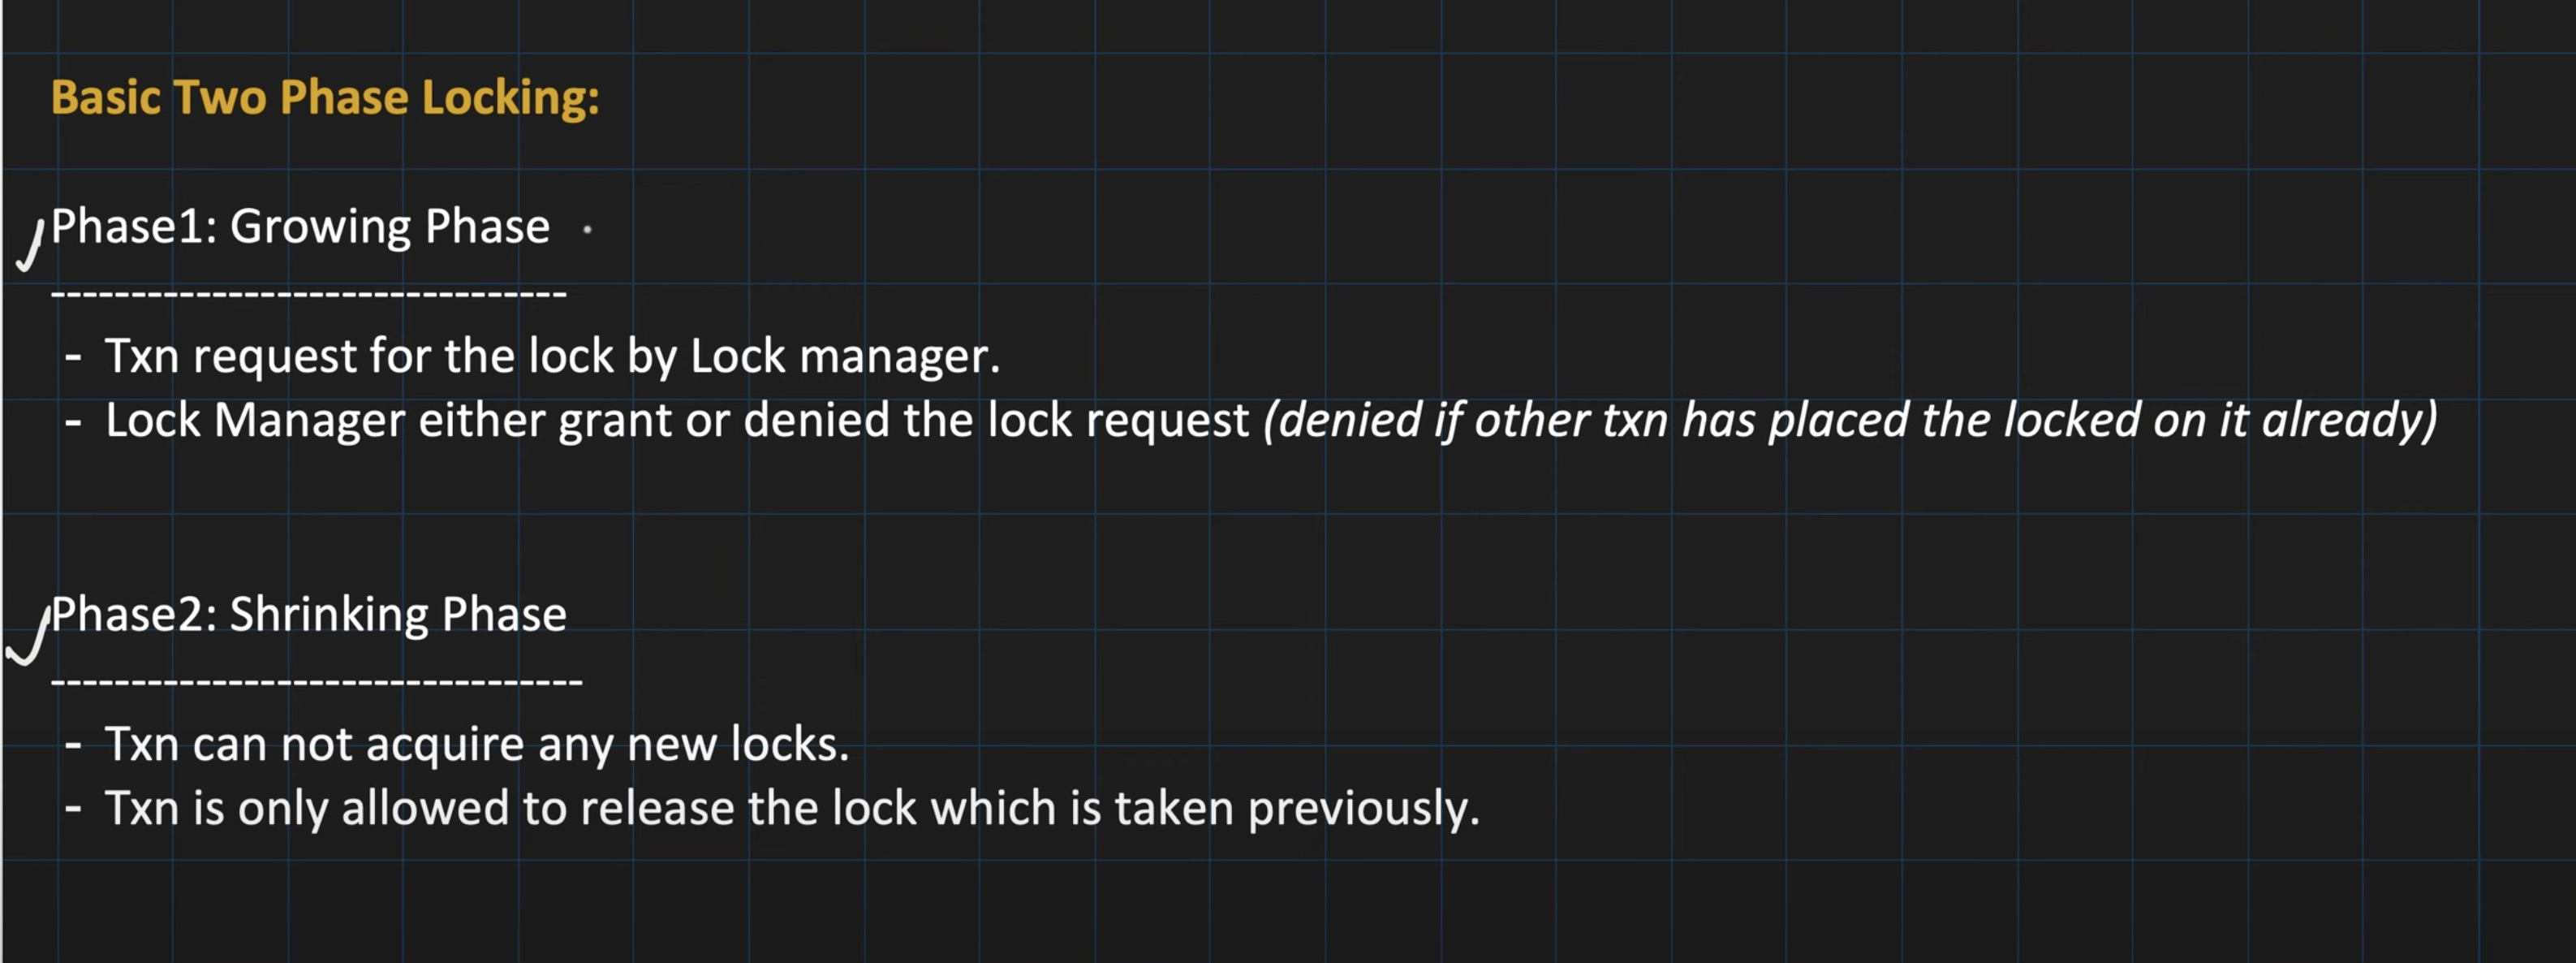 Basic Two Phase Locking:
Phase1: Growing Phase
--------------------------------
- Txn request for the lock by Lock manager.
- Lock Manager either grant or denied the lock request (denied if other txn has placed the locked on it already)
Phase2: Shrinking Phase
---------------------------------
- Txn can not acquire any new locks.
- Txn is only allowed to release the lock which is taken previously.